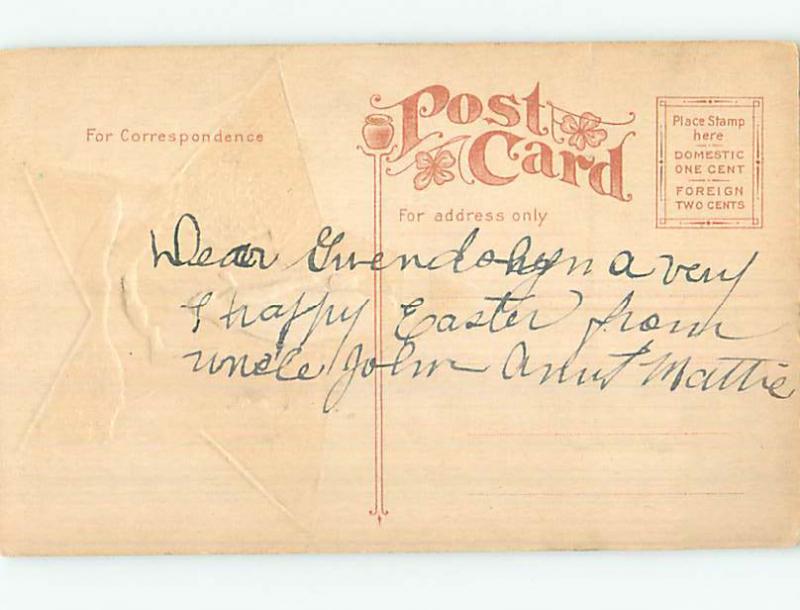 For Correspondence
Post
Card
For address only
Place Stamp
here
DOMESTIC
ONE CENT
FOREIGN
TWO CENTS
Dear Gwendolyn a very
happy Easter from
uncle John Aunt Mattie